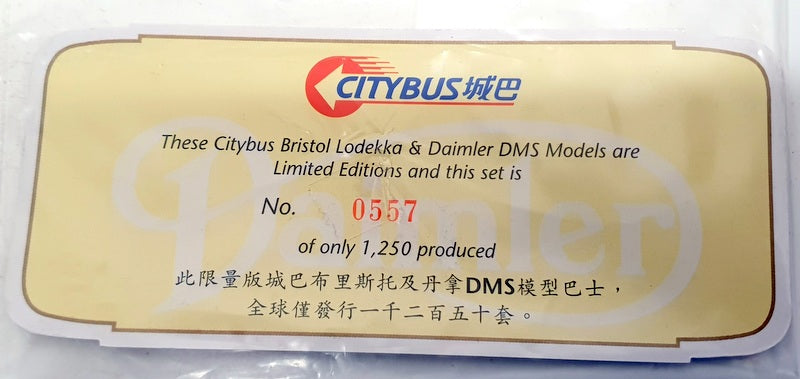 CITYBUS城巴
These Citybus Bristol Lodekka & Daimler DMS Models are
Limited Editions and this set is
No. 0557
of only 1,250 produced
此限量版城巴布里斯托及丹拿DMS模型巴士，
全球僅發行一千二百五十套。
Daimler